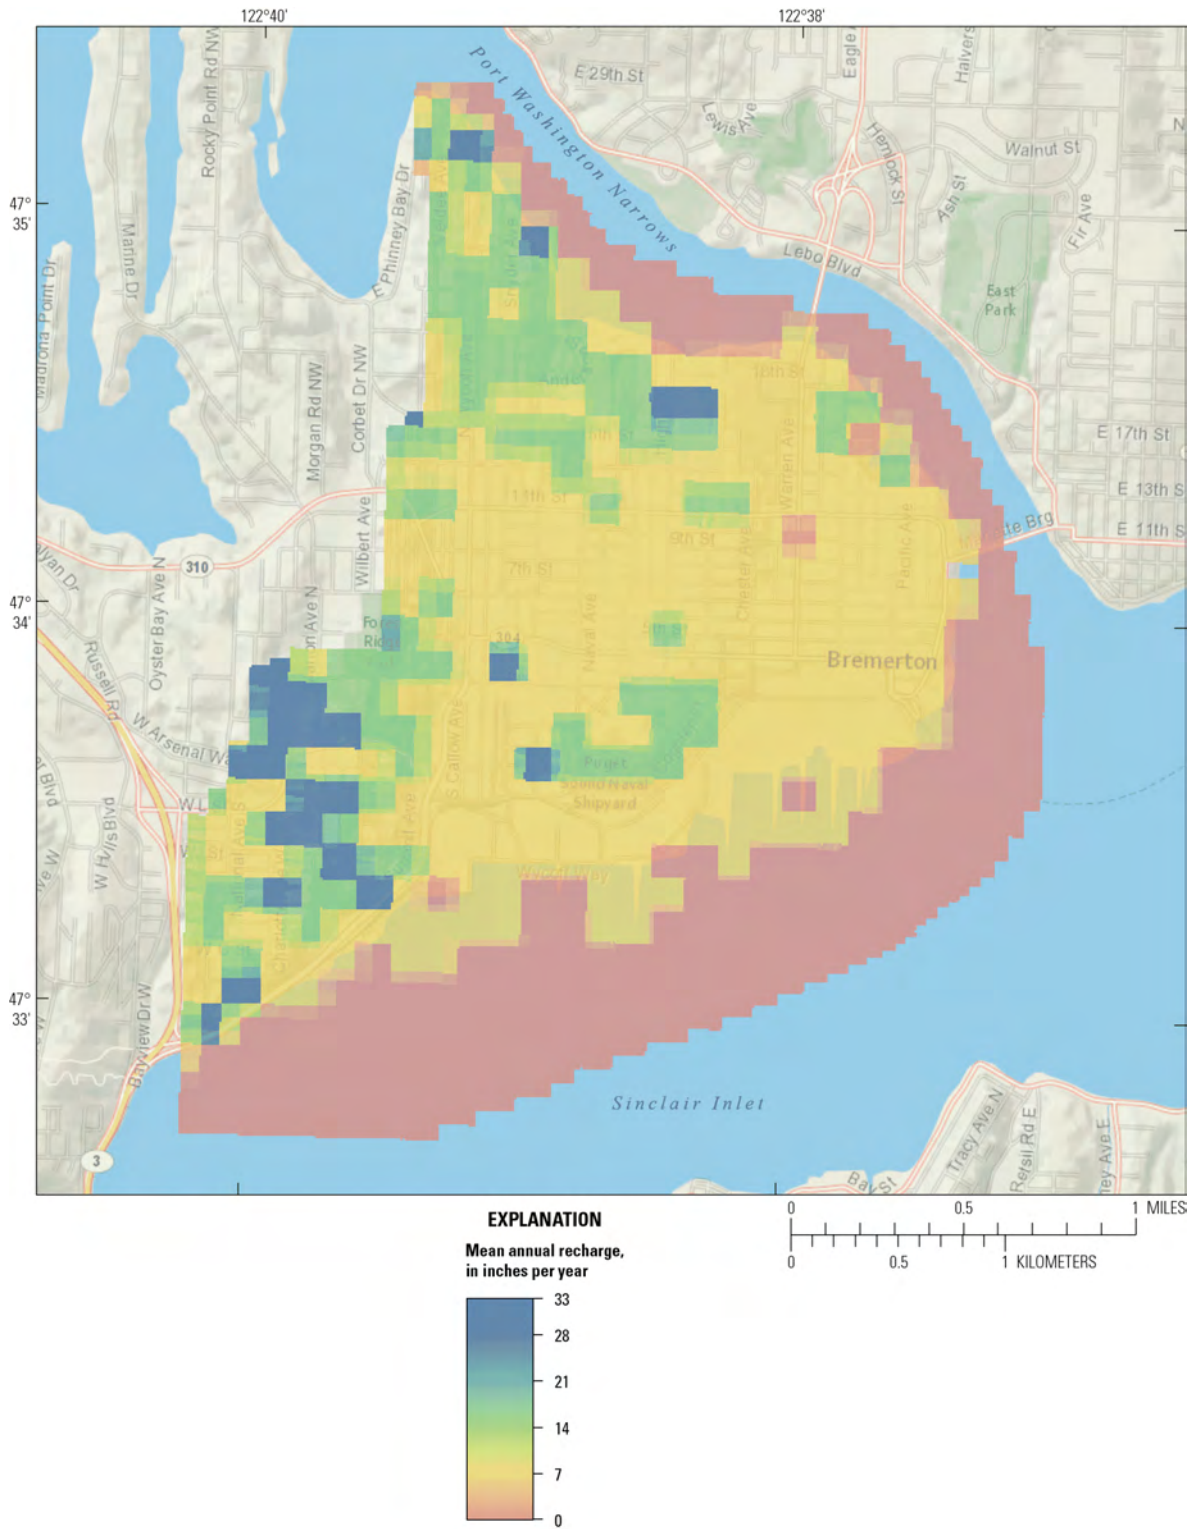 122°40'
122°38'
Port Washington Narrows
E 29th St
Eagle
Halvers
Rocky Point Rd NW
Lewis Ave
Hemlock St
Walnut St
N
47°
35'
Marine Dr
E Phinney Bay Dr
Snyder Ave
Ash St
Fir Ave
Lebo Blvd
Madrona Point Dr
East
Park
Morgan Rd NW
Corbet Dr NW
16th St
Warren Ave
E 17th St
11th St
E 13th S
E 11th S
9th St
Wilbert Ave
Chester Ave
Pacific Ave
310
Oyster Bay Ave N
7th St
47°
34'
Naval Ave
304
Bremerton
Russell Rd
W Arsenal Wa
S Callow Ave
Puget
Sound Naval
Shipyard
W Hollis Blvd
Wycoff Way
47°
33'
Bayview Dr W
Sinclair Inlet
Tracy Ave N
Retsil Rd E
ney Ave E
3
Bay St
EXPLANATION
Mean annual recharge,
in inches per year
33
28
21
14
7
0
0 0.5 1 MILES
0 0.5 1 KILOMETERS